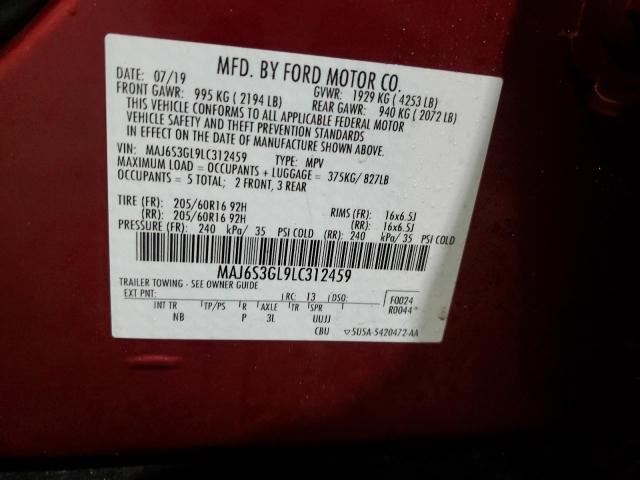 MFD. BY FORD MOTOR CO.
DATE: 07/19 GVWR: 1929 KG (4253 LB)
FRONT GAWR: 995 KG (2194 LB) REAR GAWR: 940 KG (2072 LB)
THIS VEHICLE CONFORMS TO ALL APPLICABLE FEDERAL MOTOR
VEHICLE SAFETY AND THEFT PREVENTION STANDARDS
IN EFFECT ON THE DATE OF MANUFACTURE SHOWN ABOVE.
VIN: MAJ6S3GL9LC312459 TYPE: MPV
MAXIMUM LOAD = OCCUPANTS + LUGGAGE = 375KG/ 827LB
OCCUPANTS = 5 TOTAL; 2 FRONT, 3 REAR
TIRE (FR): 205/60R16 92H RIMS (FR): 16x6.5J
(RR): 205/60R16 92H (RR): 16x6.5J
PRESSURE (FR): 240 kPa/ 35 PSI COLD (RR): 240 kPa/ 35 PSI COLD
MAJ6S3GL9LC312459
TRAILER TOWING - SEE OWNER GUIDE
EXT PNT: RC: 13 DSO: F0024
R0044
INT TR TP/PS R AXLE TR SPR
NB P 3L UUJJ
CBU ▽5U5A-5420472-AA